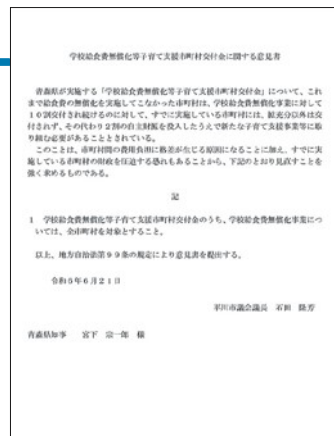 学校給食費無償化等子育て支援市町村交付金に関する意見書
青森県が実施する「学校給食費無償化等子育て支援市町村交付金」について、これ
まで給食費の無償化を実施してこなかった市町村は、学校給食費無償化事業に対して
10割交付され続けるのに対して、すでに実施している市町村には、拡充分以外は交
付されず、その代わり2割の自主財源を投入したうえで新たな子育て支援事業等に取
り組む必要があることとされている。
このことは、市町村間の費用負担に格差が生じる原因になることに加え、すでに実
施している市町村の財政を圧迫する恐れもあることから、下記のとおり見直すことを
強く求めるものである。
記
1 学校給食費無償化等子育て支援市町村交付金のうち、学校給食費無償化事業につ
いては、全市町村を対象とすること。
以上、地方自治法第99条の規定により意見書を提出する。
令和6年6月21日
平川市議会議長 石田 隆芳
青森県知事 宮下 宗一郎 様